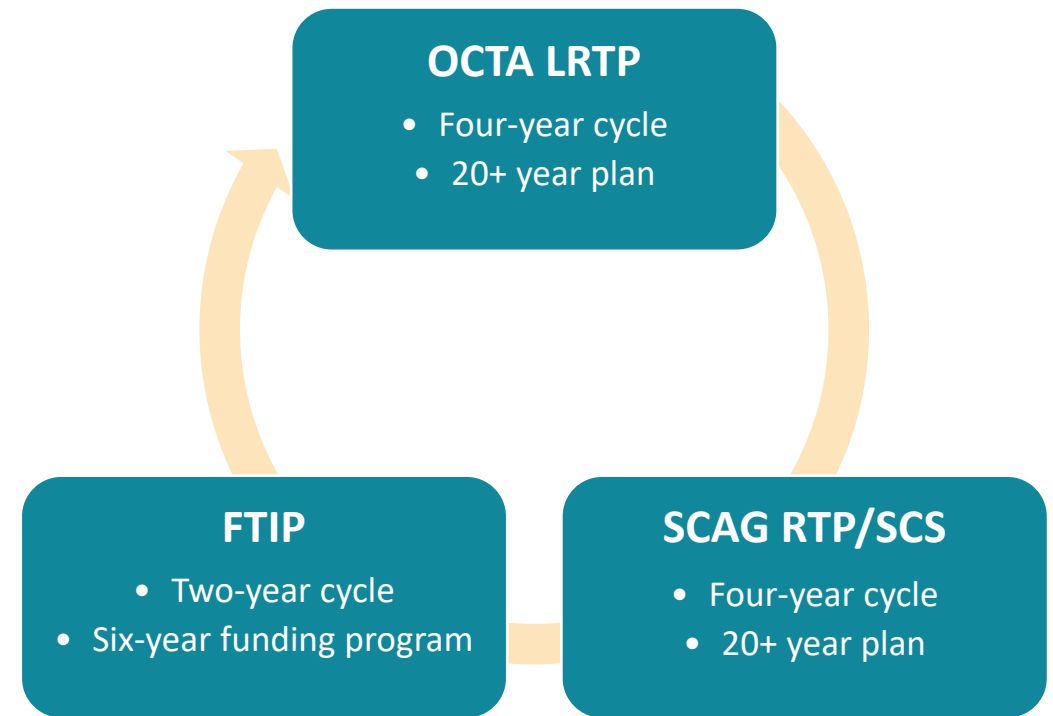 OCTA LRTP
• Four-year cycle
• 20+ year plan
FTIP
• Two-year cycle
• Six-year funding program
SCAG RTP/SCS
• Four-year cycle
• 20+ year plan